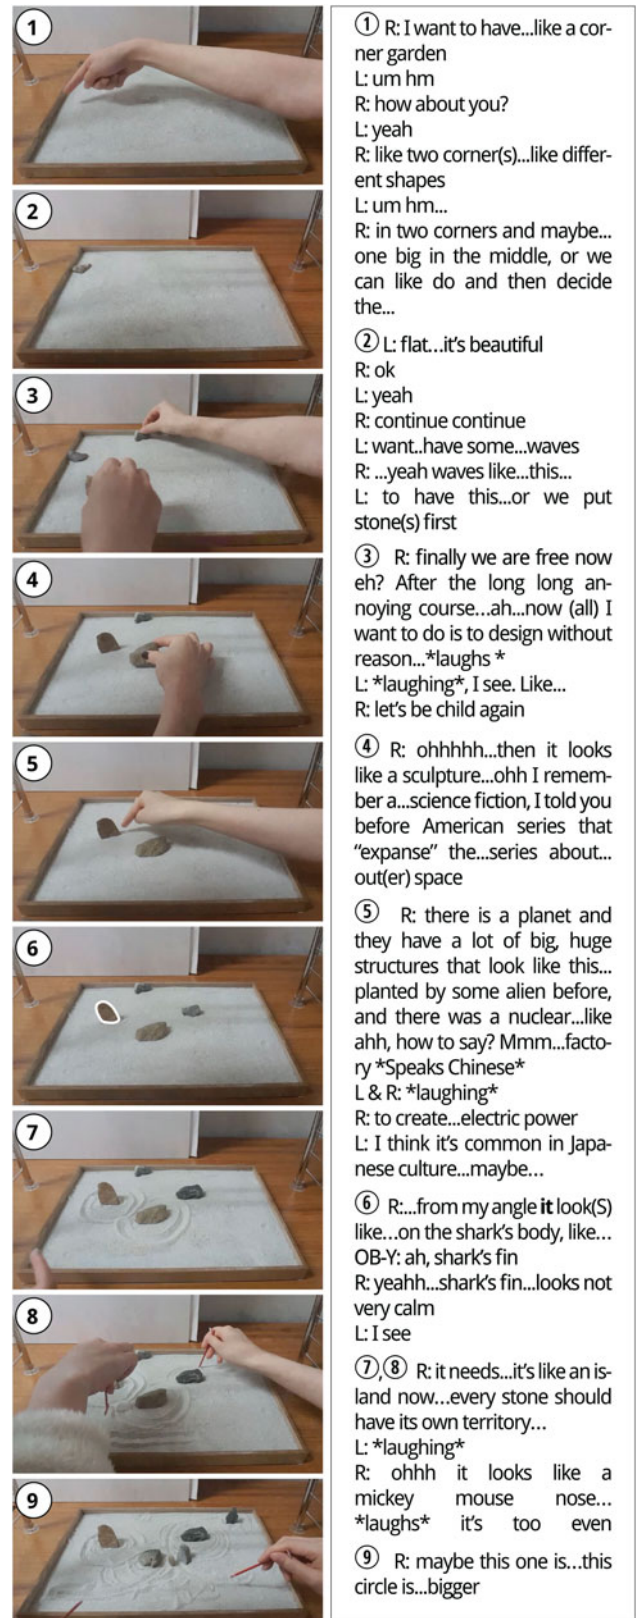 1
2
3
4
5
6
7
8
9
① R: I want to have...like a cor-
ner garden
L: um hm
R: how about you?
L: yeah
R: like two corner(s)...like differ-
ent shapes
L: um hm...
R: in two corners and maybe...
one big in the middle, or we
can like do and then decide
the...
② L: flat...it's beautiful
R: ok
L: yeah
R: continue continue
L: want..have some...waves
R: ...yeah waves like...this...
L: to have this...or we put
stone(s) first
③ R: finally we are free now
eh? After the long long an-
noying course...ah...now (all) I
want to do is to design without
reason...*laughs *
L: *laughing*, I see. Like...
R: let's be child again
④ R: ohhhhh...then it looks
like a sculpture...ohh I remem-
ber a...science fiction, I told you
before American series that
“expanse” the...series about...
out(er) space
⑤ R: there is a planet and
they have a lot of big, huge
structures that look like this...
planted by some alien before,
and there was a nuclear...like
ahh, how to say? Mmm...facto-
ry *Speaks Chinese*
L & R: *laughing*
R: to create...electric power
L: I think it's common in Japa-
nese culture...maybe...
⑥ R:...from my angle it look(S)
like...on the shark's body, like...
OB-Y: ah, shark's fin
R: yeahh...shark's fin...looks not
very calm
L: I see
⑦,⑧ R: it needs...it's like an is-
land now...every stone should
have its own territory...
L: *laughing*
R: ohhh it looks like a
mickey mouse nose...
*laughs* it's too even
⑨ R: maybe this one is...this
circle is...bigger